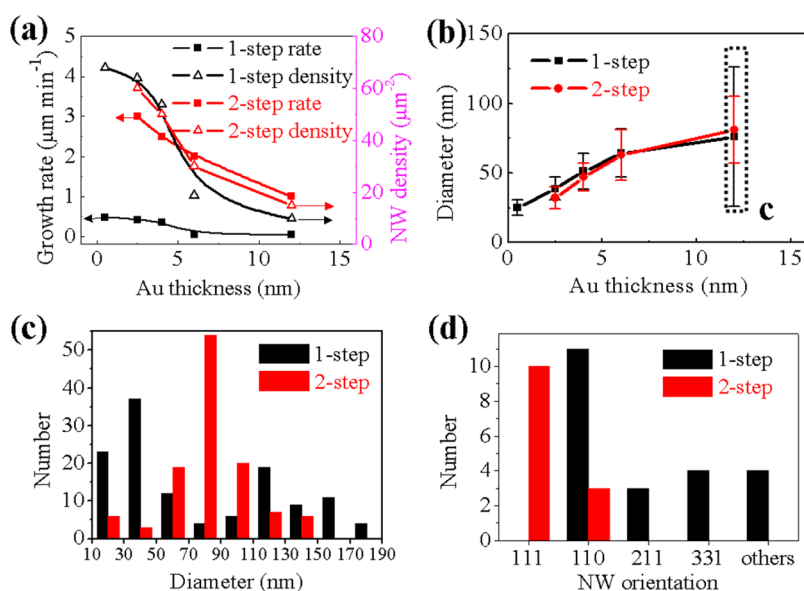 (a)
Growth rate (μm min⁻¹)
5
4
3
2
1
0
1-step rate
1-step density
2-step rate
2-step density
80
60
40
20
0
NW density (μm⁻²)
0 5 10 15
Au thickness (nm)
(b)
Diameter (nm)
150
100
50
0
1-step
2-step
c
0 5 10 15
Au thickness (nm)
(c)
Number
50
40
30
20
10
0
1-step
2-step
10 30 50 70 90 110 130 150 170 190
Diameter (nm)
(d)
Number
10
8
6
4
2
0
1-step
2-step
111 110 211 331 others
NW orientation